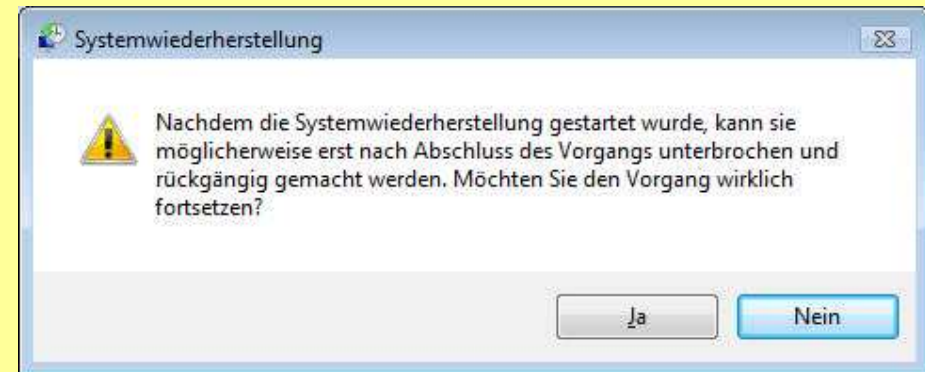 Systemwiederherstellung
Nachdem die Systemwiederherstellung gestartet wurde, kann sie
möglicherweise erst nach Abschluss des Vorgangs unterbrochen und
rückgängig gemacht werden. Möchten Sie den Vorgang wirklich
fortsetzen?
Ja
Nein